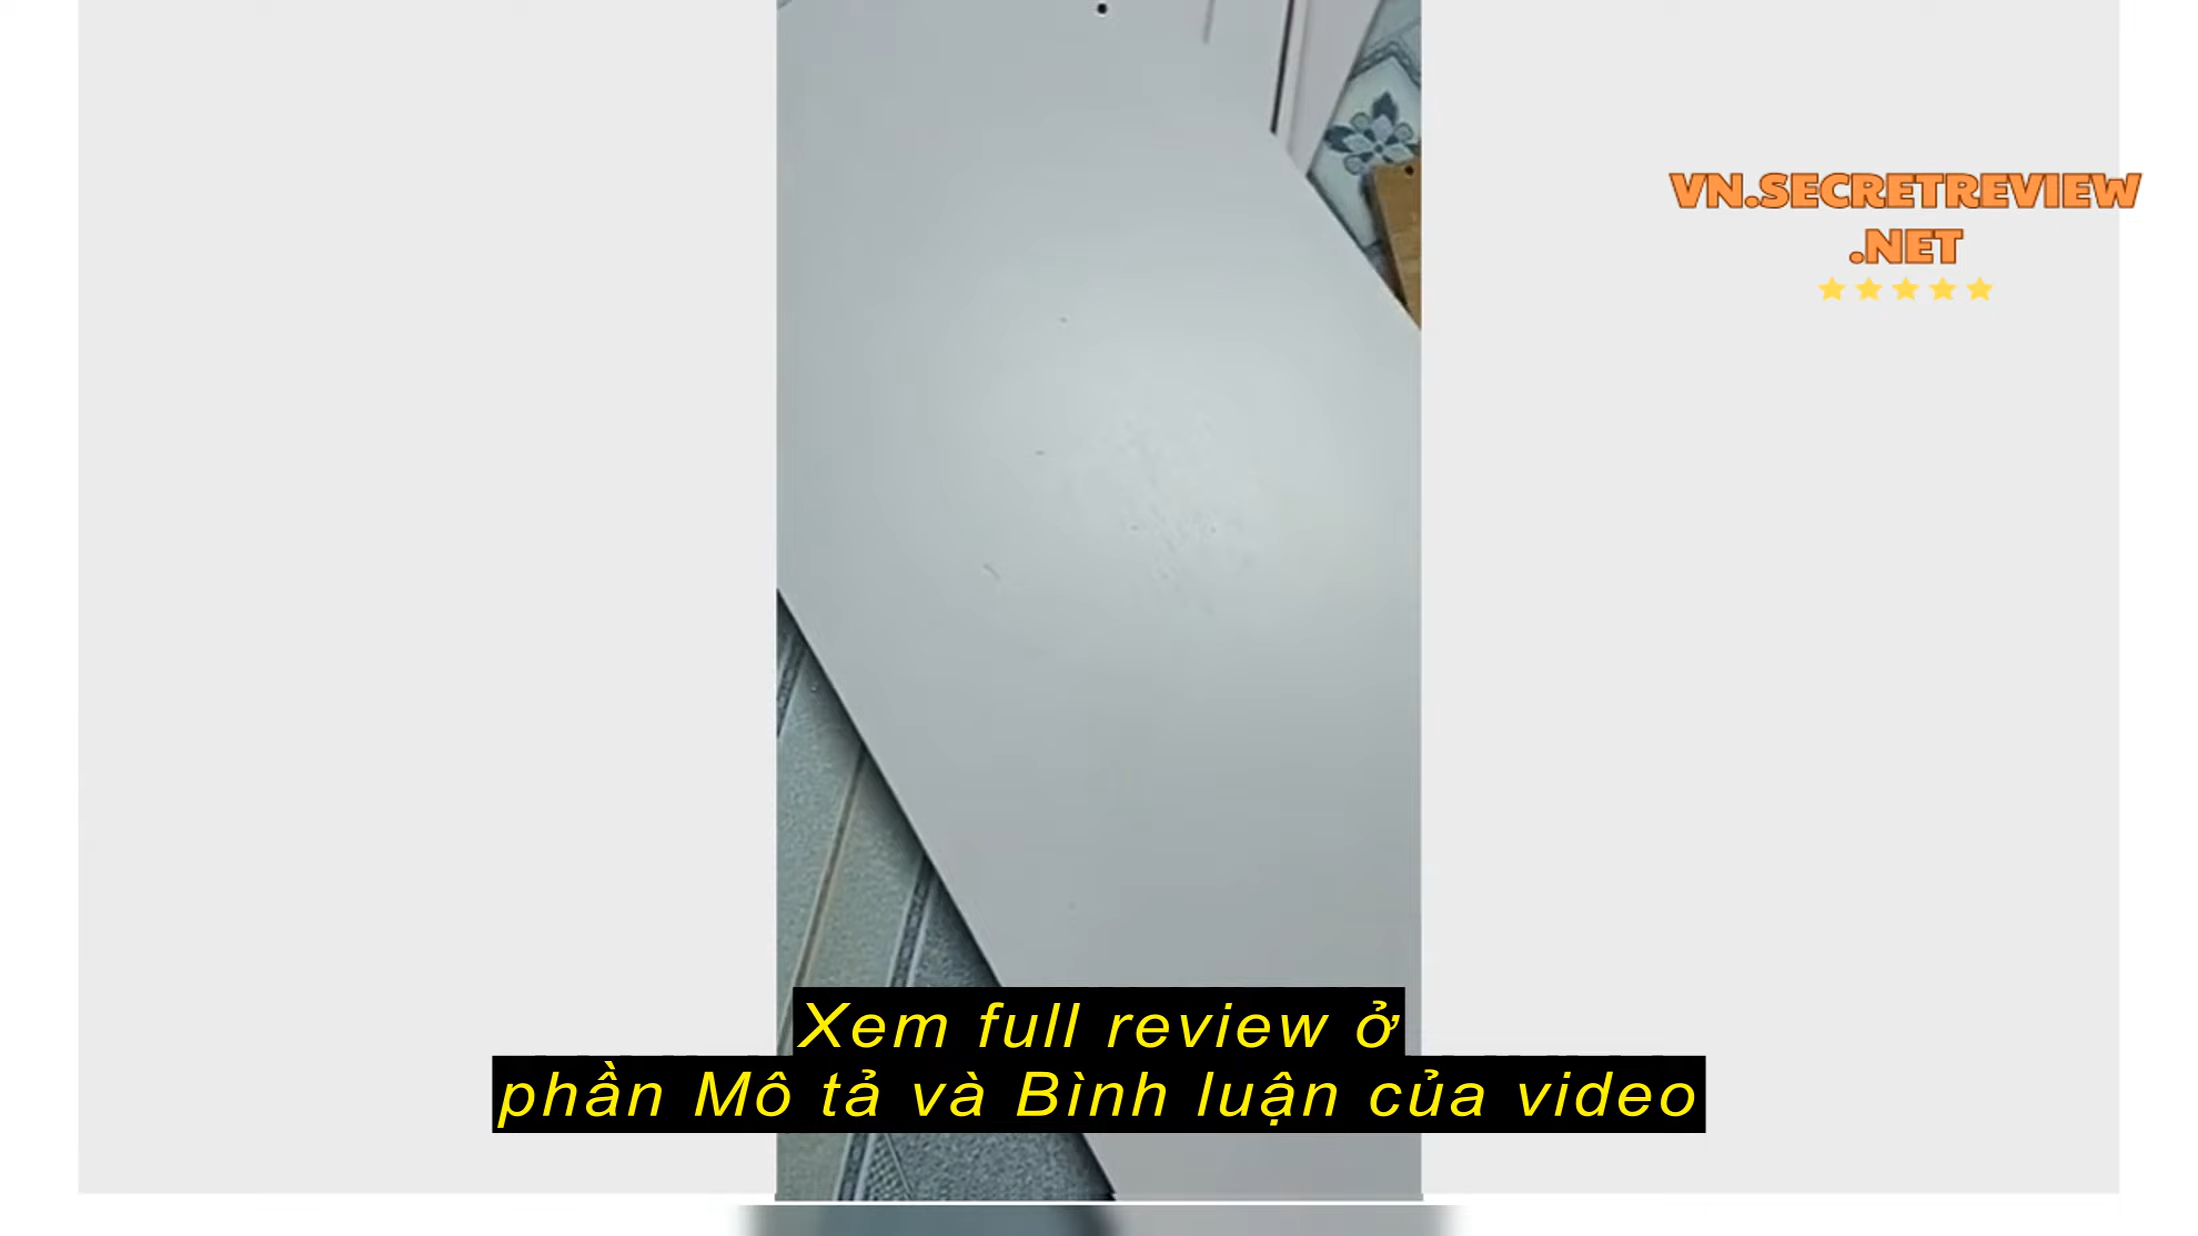 VN.SECRETREVIEW
.NET
Xem full review ở
phần Mô tả và Bình luận của video